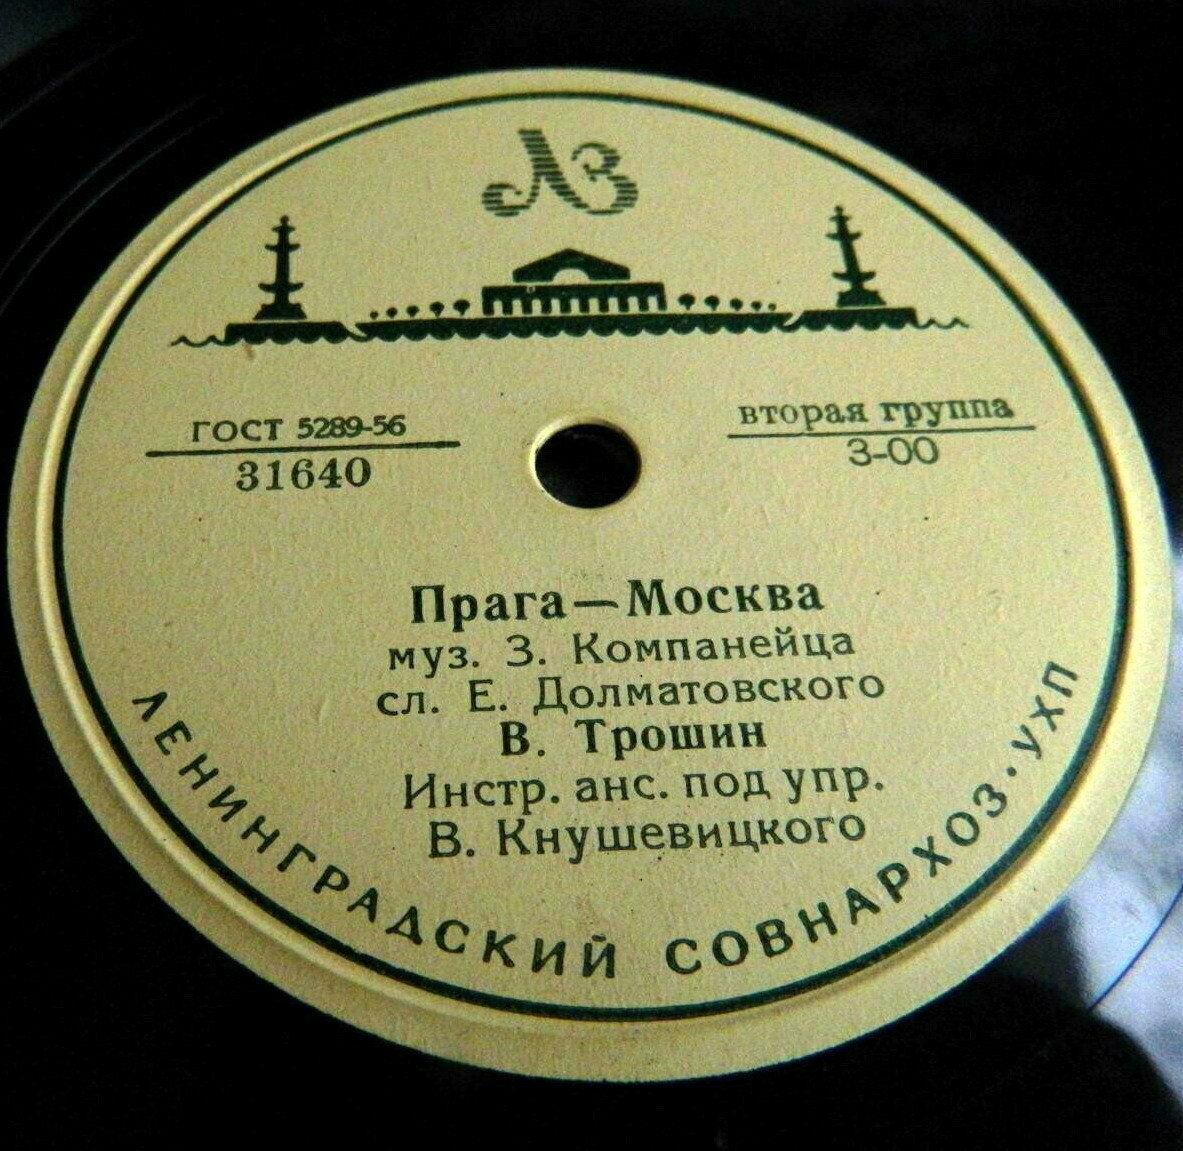 ЛЗ
ГОСТ 5289-56
31640
вторая группа
3-00
Прага—Москва
муз. З. Компанейца
сл. Е. Долматовского
В. Трошин
Инстр. анс. под упр.
В. Кнушевицкого
ЛЕНИНГРАДСКИЙ СОВНАРХОЗ·УХП